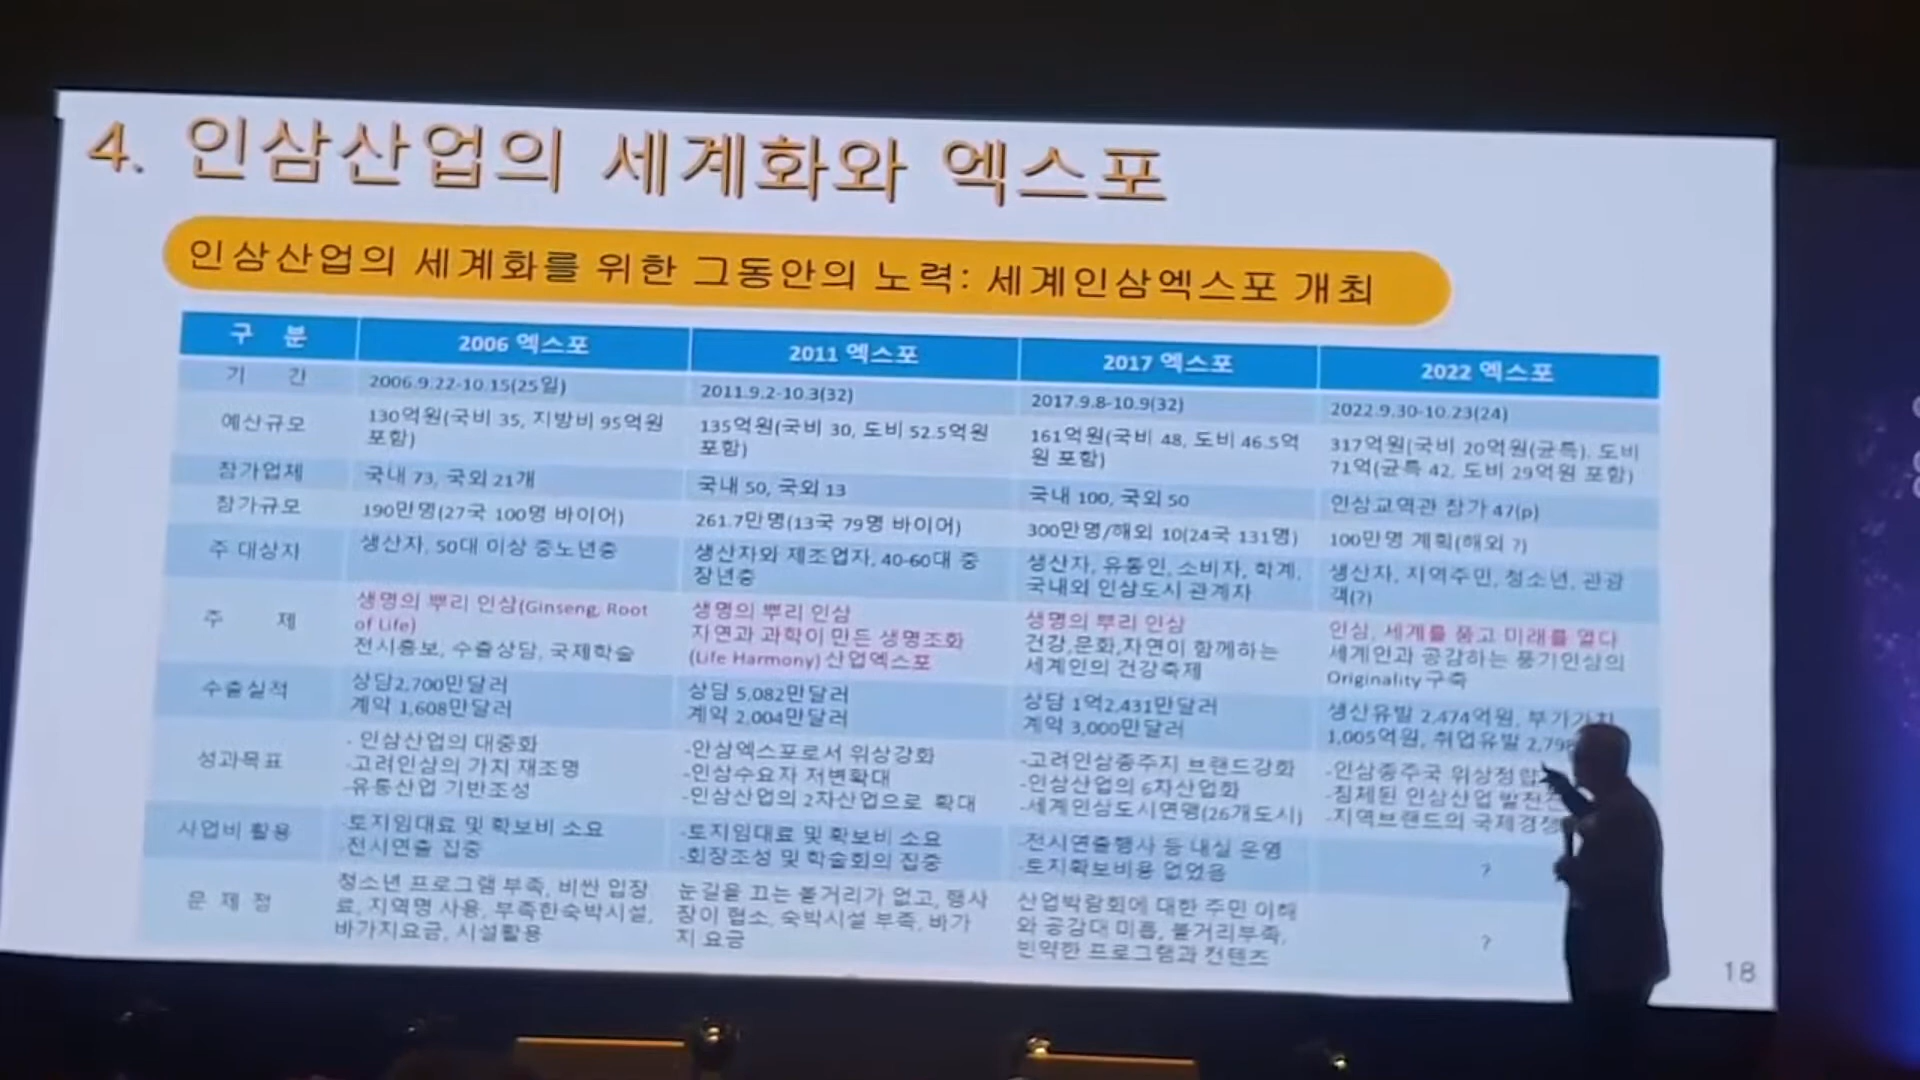 4. 인삼산업의 세계화와 엑스포
인삼산업의 세계화를 위한 그동안의 노력: 세계인삼엑스포 개최
구 분 2006 엑스포 2011 엑스포 2017 엑스포 2022 엑스포
기 간 2006.9.22-10.15(25일) 2011.9.2-10.3(32) 2017.9.8-10.9(32) 2022.9.30-10.23(24)
예산규모
130억원(국비 35, 지방비 95억원
포함)
135억원(국비 30, 도비 52.5억원
포함)
161억원(국비 48, 도비 46.5억
원 포함)
317억원[국비 20억원(균특). 도비
71억(균특 42, 도비 29억원 포함)
참가업체 국내 73, 국외 21개 국내 50, 국외 13 국내 100, 국외 50 인삼교역관 참가 47(p)
참가규모 190만명(27국 100명 바이어) 261.7만명(13국 79명 바이어) 300만명/해외 10(24국 131명) 100만명 계획(해외 ?)
주 대상자
생산자, 50대 이상 중노년층
생산자와 제조업자, 40-60대 중
장년층
생산자, 유통인, 소비자, 학계,
국내외 인삼도시 관계자
생산자, 지역주민, 청소년, 관광
객(?)
주 제
생명의 뿌리 인삼(Ginseng, Root
of Life)
전시홍보, 수출상담, 국제학술
생명의 뿌리 인삼
자연과 과학이 만든 생명조화
(Life Harmony) 산업엑스포
생명의 뿌리 인삼
건강,문화,자연이 함께하는
세계인의 건강축제
인삼, 세계를 품고 미래를 열다
세계인과 공감하는 풍기인삼의
Originality 구축
수출실적
상담2,700만달러
계약 1,608만달러
상담 5,082만달러
계약 2,004만달러
상담 1억2,431만달러
계약 3,000만달러
생산유발 2,474억원, 부가가치
1,005억원, 취업유발 2,798
성과목표
- 인삼산업의 대중화
-고려인삼의 가치 재조명
-유통산업 기반조성
-인삼엑스포로서 위상강화
-인삼수요자 저변확대
-인삼산업의 2차산업으로 확대
-고려인삼종주지 브랜드강화
-인삼산업의 6차산업화
-세계인삼도시연맹(26개도시)
-인삼종주국 위상정립
-침체된 인삼산업 발전
-지역브랜드의 국제경쟁
사업비 활용
-토지임대료 및 확보비 소요
-전시연출 집중
-토지임대료 및 확보비 소요
-회장조성 및 학술회의 집중
-전시연출행사 등 내실 운영
-토지확보비용 없었음
?
문 제 점
청소년 프로그램 부족, 비싼 입장
료, 지역명 사용, 부족한숙박시설,
바가지요금, 시설활용
눈길을 끄는 볼거리가 없고, 행사
장이 협소, 숙박시설 부족, 바가
지 요금
산업박람회에 대한 주민 이해
와 공감대 미흡, 볼거리부족,
빈약한 프로그램과 컨텐츠
?
18